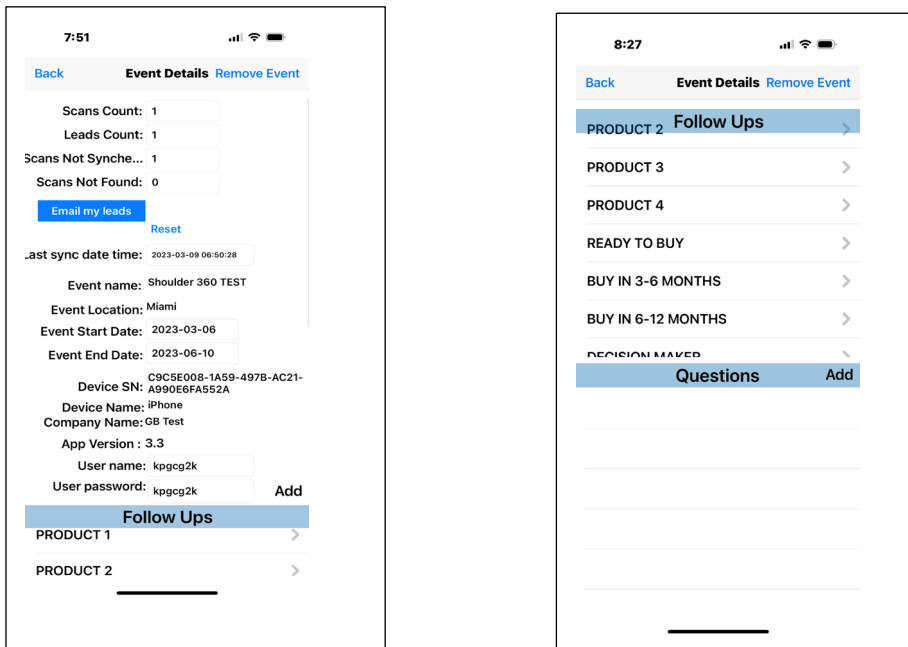 7:51
Back Event Details Remove Event
Scans Count: 1
Leads Count: 1
Scans Not Synche... 1
Scans Not Found: 0
Email my leads
Reset
Last sync date time: 2023-03-09 06:50:28
Event name: Shoulder 360 TEST
Event Location: Miami
Event Start Date: 2023-03-06
Event End Date: 2023-06-10
Device SN: C9C5E008-1A59-497B-AC21-
A990E6FA552A
Device Name: iPhone
Company Name: GB Test
App Version : 3.3
User name: kpgcg2k
User password: kpgcg2k Add
Follow Ups
PRODUCT 1
PRODUCT 2
8:27
Back Event Details Remove Event
Follow Ups
PRODUCT 2
PRODUCT 3
PRODUCT 4
READY TO BUY
BUY IN 3-6 MONTHS
BUY IN 6-12 MONTHS
DECISION MAKER
Questions Add